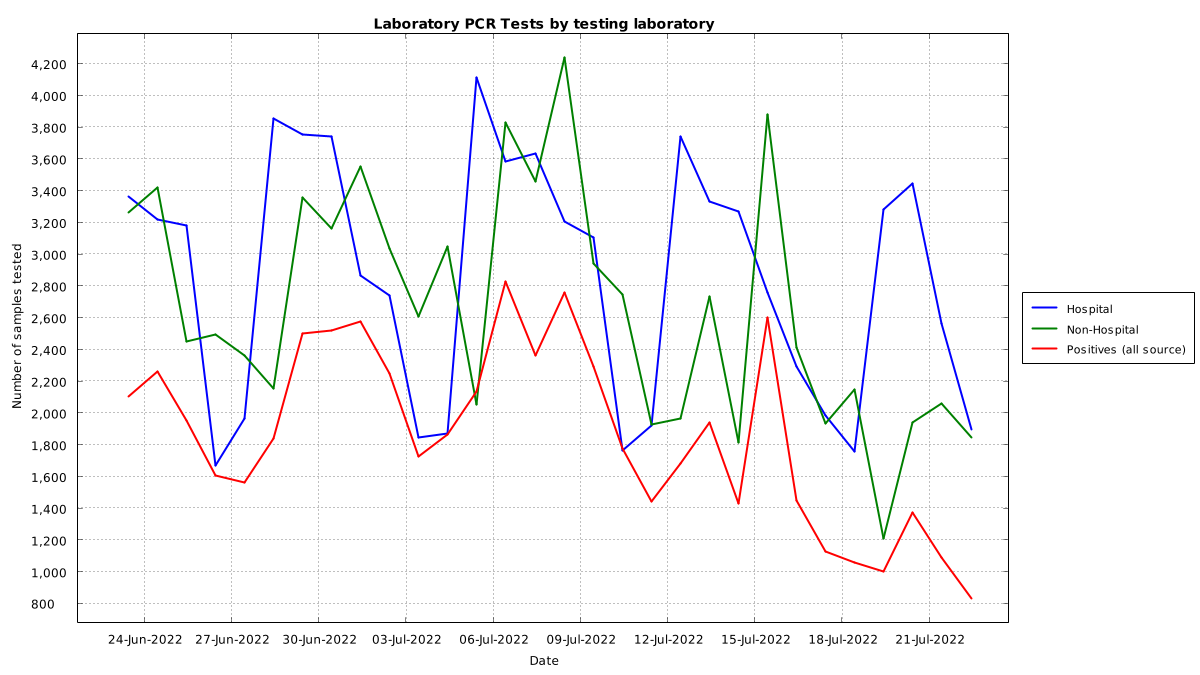 Laboratory PCR Tests by testing laboratory
4,200
4,000
3,800
3,600
3,400
3,200
3,000
2,800
2,600
2,400
2,200
2,000
1,800
1,600
1,400
1,200
1,000
800
Number of samples tested
24-Jun-2022 27-Jun-2022 30-Jun-2022 03-Jul-2022 06-Jul-2022 09-Jul-2022 12-Jul-2022 15-Jul-2022 18-Jul-2022 21-Jul-2022
Date
Hospital
Non-Hospital
Positives (all source)